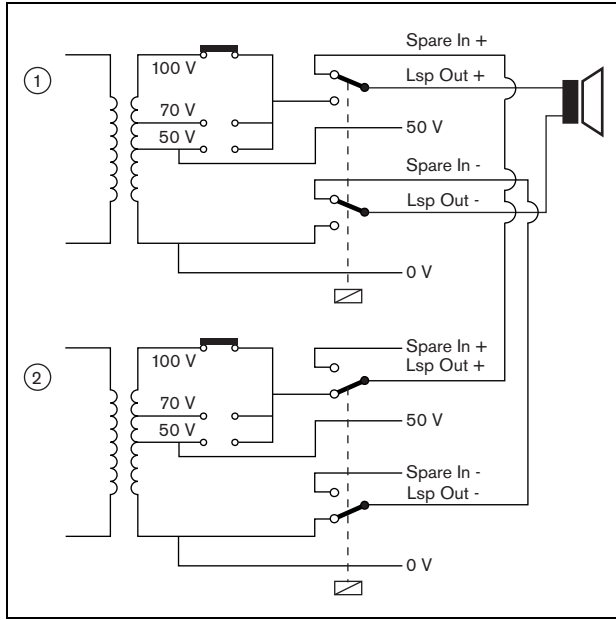 1
100 V
70 V
50 V
Spare In +
Lsp Out +
50 V
Spare In -
Lsp Out -
0 V
2
100 V
70 V
50 V
Spare In +
Lsp Out +
50 V
Spare In -
Lsp Out -
0 V